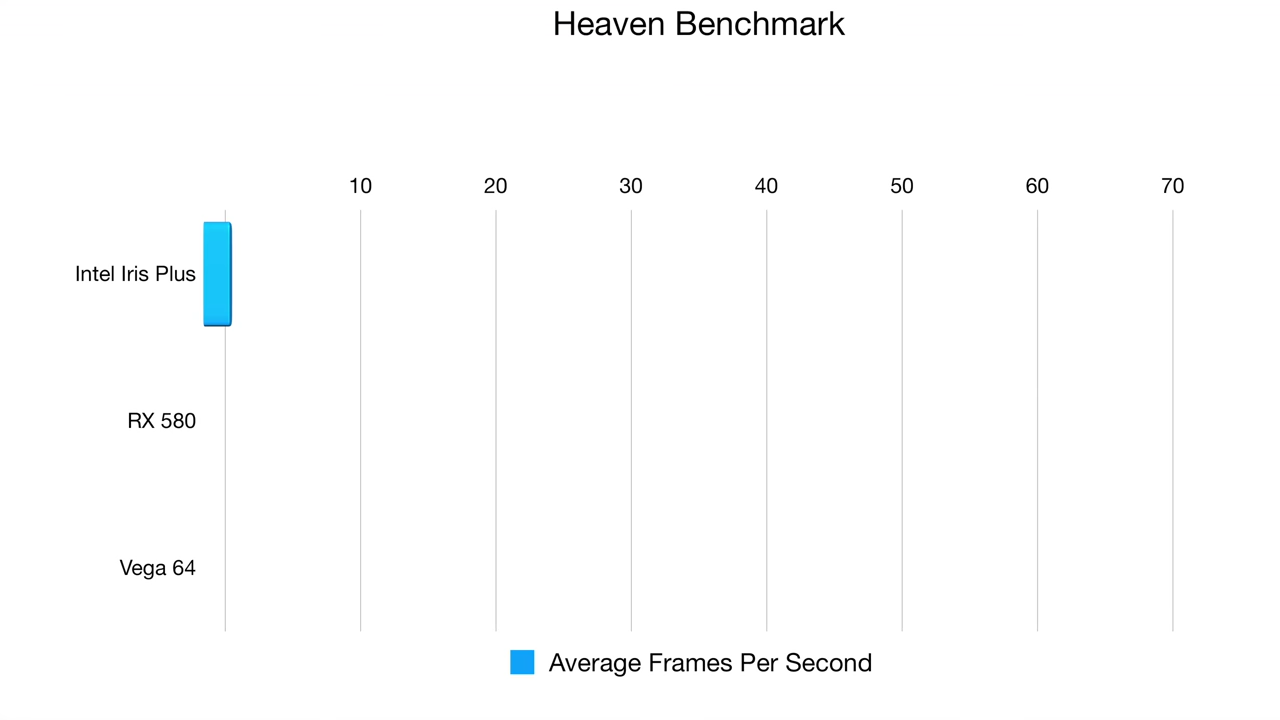 Heaven Benchmark
10 20 30 40 50 60 70
Intel Iris Plus
RX 580
Vega 64
Average Frames Per Second